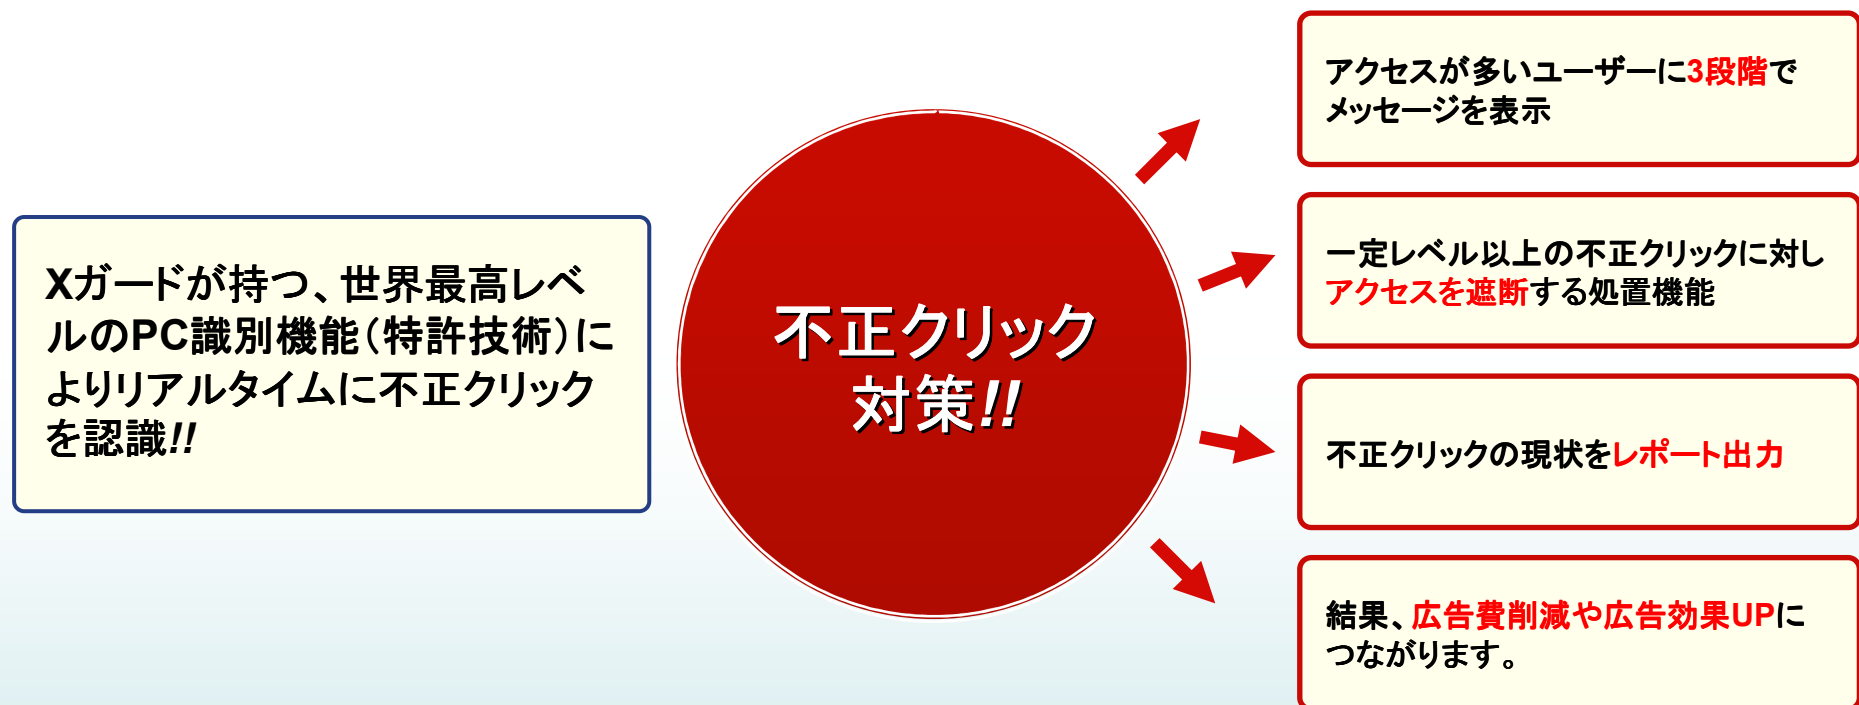 Xガードが持つ、世界最高レベ
ルのPC識別機能（特許技術）に
よりリアルタイムに不正クリック
を認識!!
不正クリック
対策!!
アクセスが多いユーザーに3段階で
メッセージを表示
一定レベル以上の不正クリックに対し
アクセスを遮断する処置機能
不正クリックの現状をレポート出力
結果、広告費削減や広告効果UPに
つながります。